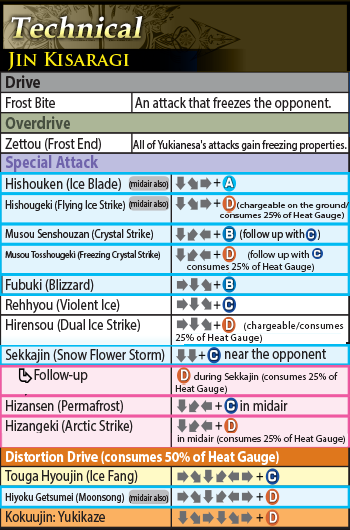 Technical
JIN KISARAGI
Drive
Frost Bite An attack that freezes the opponent.
Overdrive
Zettou (Frost End) All of Yukianesa's attacks gain freezing properties.
Special Attack
Hishouken (Ice Blade) (midair also) ⬇⬊➡+A
Hishougeki (Flying Ice Strike) (midair also) ⬇⬊➡+D(chargeable on the ground/
consumes 25% of Heat Gauge)
Musou Senshouzan (Crystal Strike) ⬇⬋⬅+B (follow up with C)
Musou Tosshougeki (Freezing Crystal Strike) ⬇⬋⬅+D (follow up with C
consumes 25% of Heat Gauge)
Fubuki (Blizzard) ➡⬇⬊+B
Rehhyou (Violent Ice) ➡⬇⬊+C
Hirensou (Dual Ice Strike) ➡⬇⬊+D (chargeable/consumes
25% of Heat Gauge)
Sekkajin (Snow Flower Storm) ⬇⬇+C near the opponent
Follow-up D during Sekkajin (consumes 25% of
Heat Gauge)
Hizansen (Permafrost) ⬇⬋⬅+C in midair
Hizangeki (Arctic Strike) ⬇⬋⬅+D
in midair (consumes 25% of Heat Gauge)
Distortion Drive (consumes 50% of Heat Gauge)
Touga Hyoujin (Ice Fang) ➡⬊⬇⬋⬅➡+C
Hiyoku Getsumei (Moonsong) (midair also) ➡⬊⬇⬋⬅➡+D
Kokuujin: Yukikaze ⬇⬊➡⬇⬊➡+D